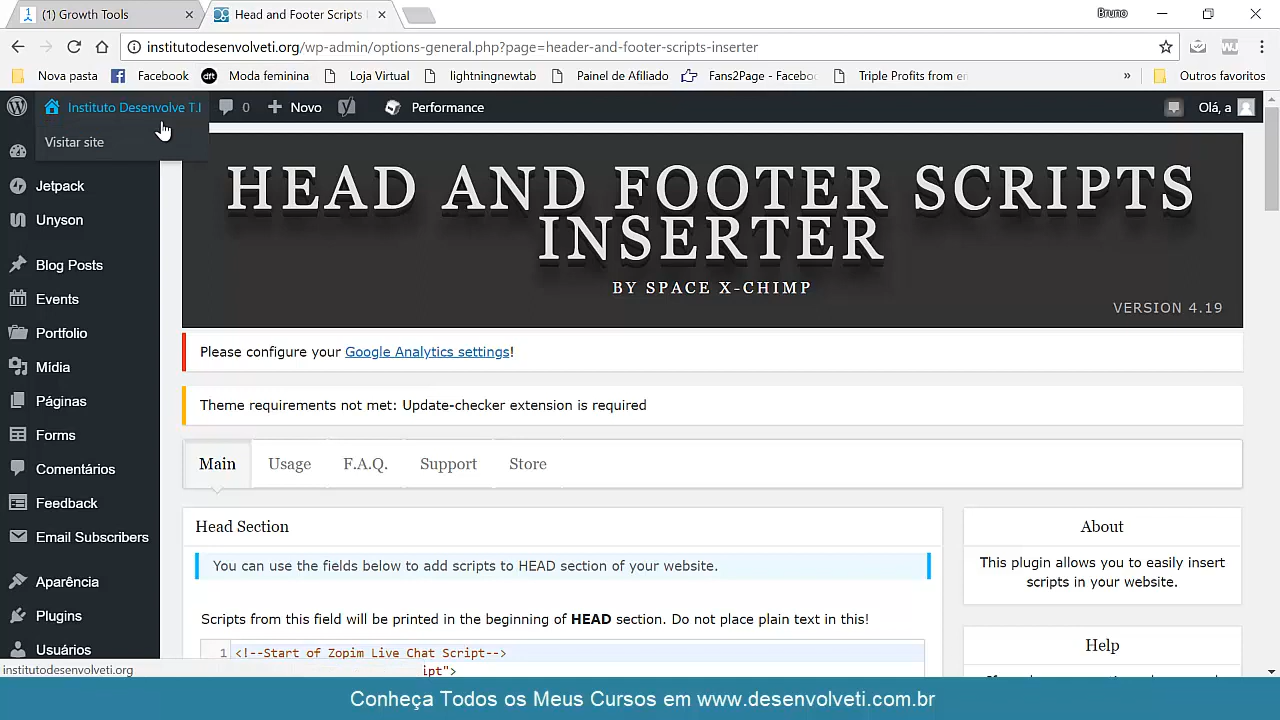 (1) Growth Tools
Head and Footer Scripts
Bruno
institutodesenvolveti.org/wp-admin/options-general.php?page=header-and-footer-scripts-inserter
Nova pasta
Facebook
dft
Moda feminina
Loja Virtual
lightningnewtab
Painel de Afiliado
Fans2Page - Facebo
Triple Profits from
»
Outros favoritos
Instituto Desenvolve T.I
0
Novo
Performance
Olá, a
Visitar site
Jetpack
Unyson
Blog Posts
Events
Portfolio
Mídia
Páginas
Forms
Comentários
Feedback
Email Subscribers
Aparência
Plugins
Usuários
HEAD AND FOOTER SCRIPTS
INSERTER
BY SPACE X-CHIMP
VERSION 4.19
Please configure your Google Analytics settings!
Theme requirements not met: Update-checker extension is required
Main
Usage
F.A.Q.
Support
Store
Head Section
You can use the fields below to add scripts to HEAD section of your website.
Scripts from this field will be printed in the beginning of HEAD section. Do not place plain text in this!
1 <!--Start of Zopim Live Chat Script-->
ipt">
About
This plugin allows you to easily insert
scripts in your website.
Help
institutodesenvolveti.org
Conheça Todos os Meus Cursos em www.desenvolveti.com.br